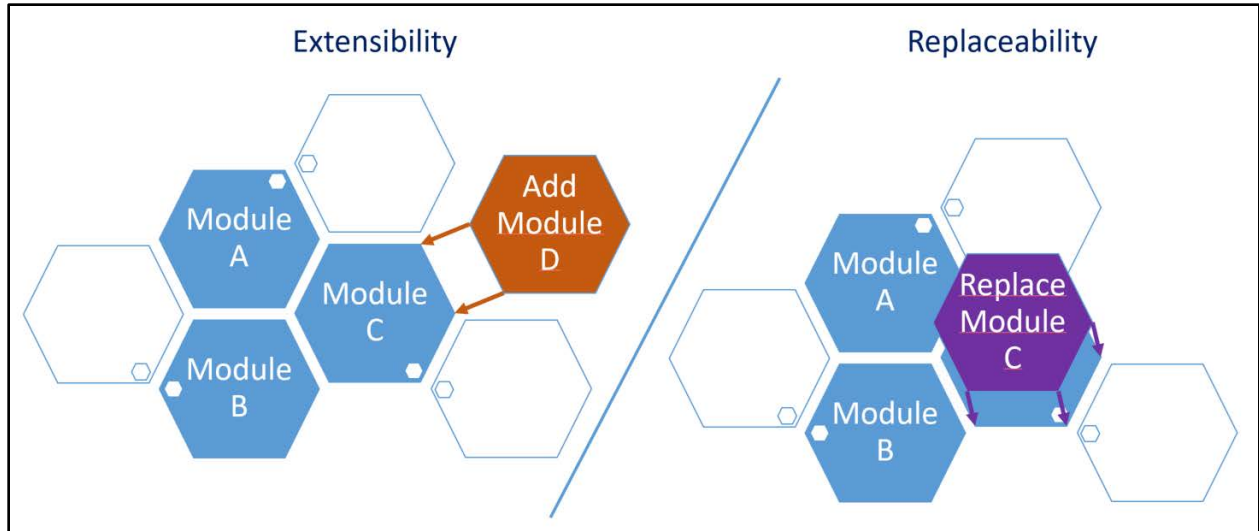 Extensibility
Module
A
Module
B
Module
C
Add
Module
D
Replaceability
Module
A
Module
B
Replace
Module
C